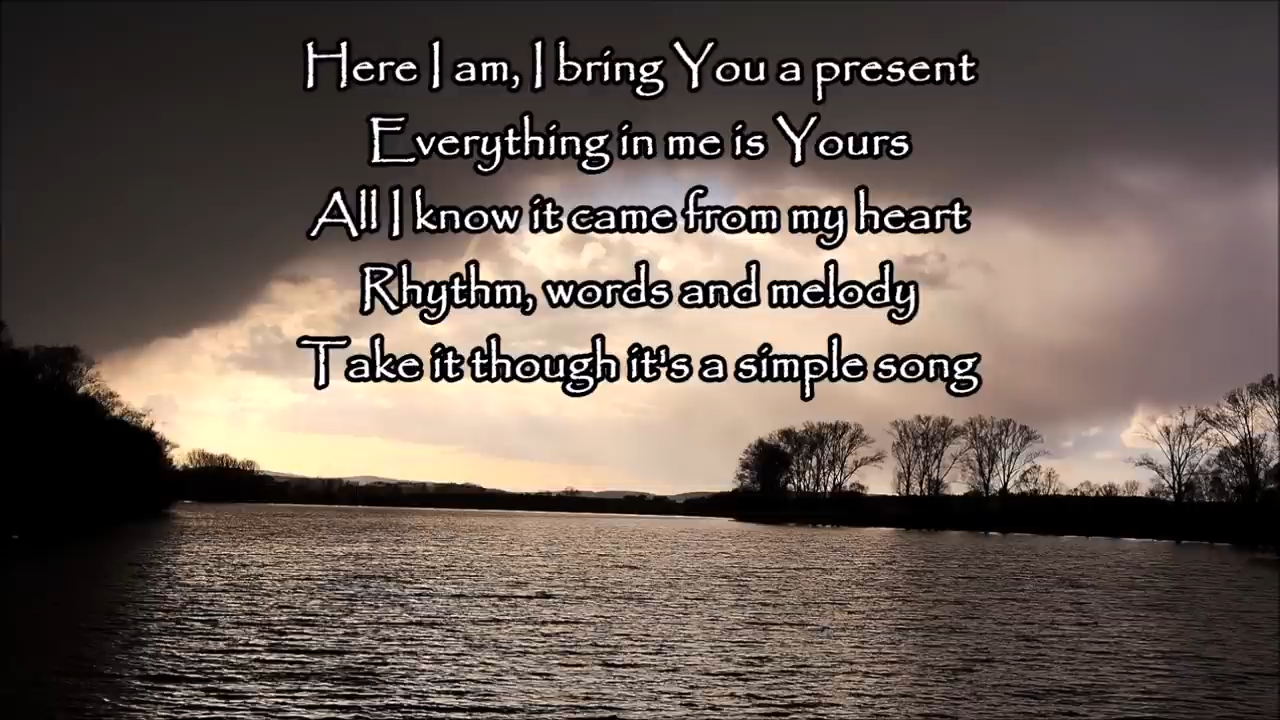 Here I am, I bring You a present
Everything in me is Yours
All I know it came from my heart
Rhythm, words and melody
Take it though it's a simple song